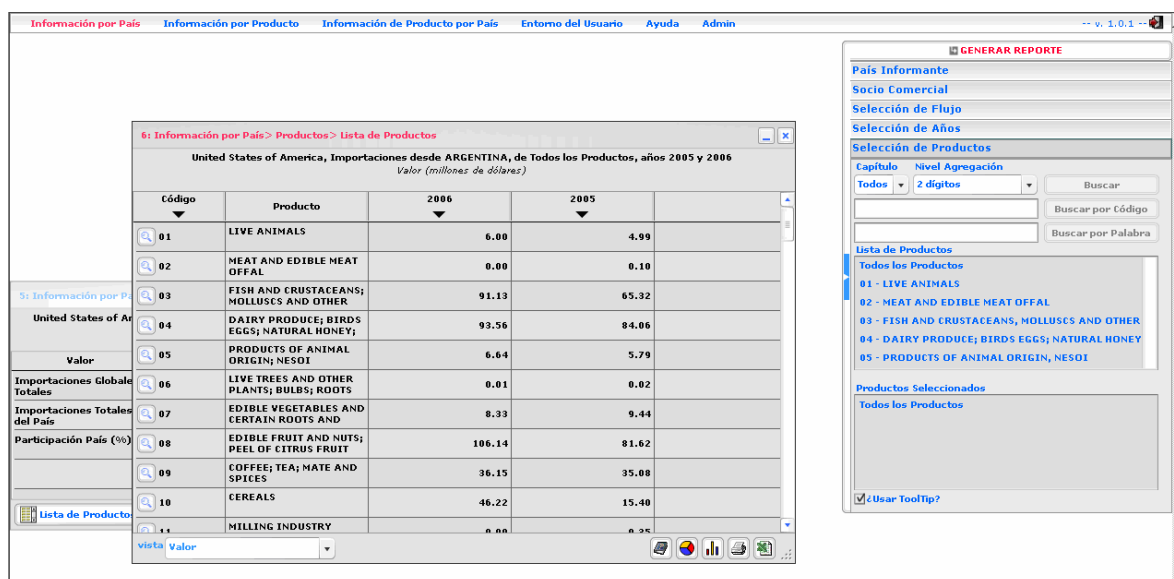 Información por País Información por Producto Información de Producto por País Entorno del Usuario Ayuda Admin -- v. 1.0.1 --
GENERAR REPORTE
País Informante
Socio Comercial
Selección de Flujo
Selección de Años
Selección de Productos
Capítulo Nivel Agregación
Todos 2 dígitos Buscar
Buscar por Código
Buscar por Palabra
Lista de Productos
Todos los Productos
01 - LIVE ANIMALS
02 - MEAT AND EDIBLE MEAT OFFAL
03 - FISH AND CRUSTACEANS, MOLLUSCS AND OTHER
04 - DAIRY PRODUCE; BIRDS EGGS; NATURAL HONEY
05 - PRODUCTS OF ANIMAL ORIGIN, NESOI
Productos Seleccionados
Todos los Productos
¿Usar ToolTip?
6: Información por País> Productos> Lista de Productos
United States of America, Importaciones desde ARGENTINA, de Todos los Productos, años 2005 y 2006
Valor (millones de dólares)
Código Producto 2006 2005
01 LIVE ANIMALS 6.00 4.99
02 MEAT AND EDIBLE MEAT
OFFAL 0.00 0.10
03 FISH AND CRUSTACEANS;
MOLLUSCS AND OTHER 91.13 65.32
04 DAIRY PRODUCE; BIRDS
EGGS; NATURAL HONEY; 93.56 84.06
05 PRODUCTS OF ANIMAL
ORIGIN; NESOI 6.64 5.79
06 LIVE TREES AND OTHER
PLANTS; BULBS; ROOTS 0.01 0.02
07 EDIBLE VEGETABLES AND
CERTAIN ROOTS AND 8.33 9.44
08 EDIBLE FRUIT AND NUTS;
PEEL OF CITRUS FRUIT 106.14 81.62
09 COFFEE; TEA; MATE AND
SPICES 36.15 35.08
10 CEREALS 46.22 15.40
11 MILLING INDUSTRY 0.00 0.25
vista Valor
5: Información por Pa
United States of Ar
Valor
Importaciones Globale
Totales
Importaciones Totales
del País
Participación País (%)
Lista de Producto